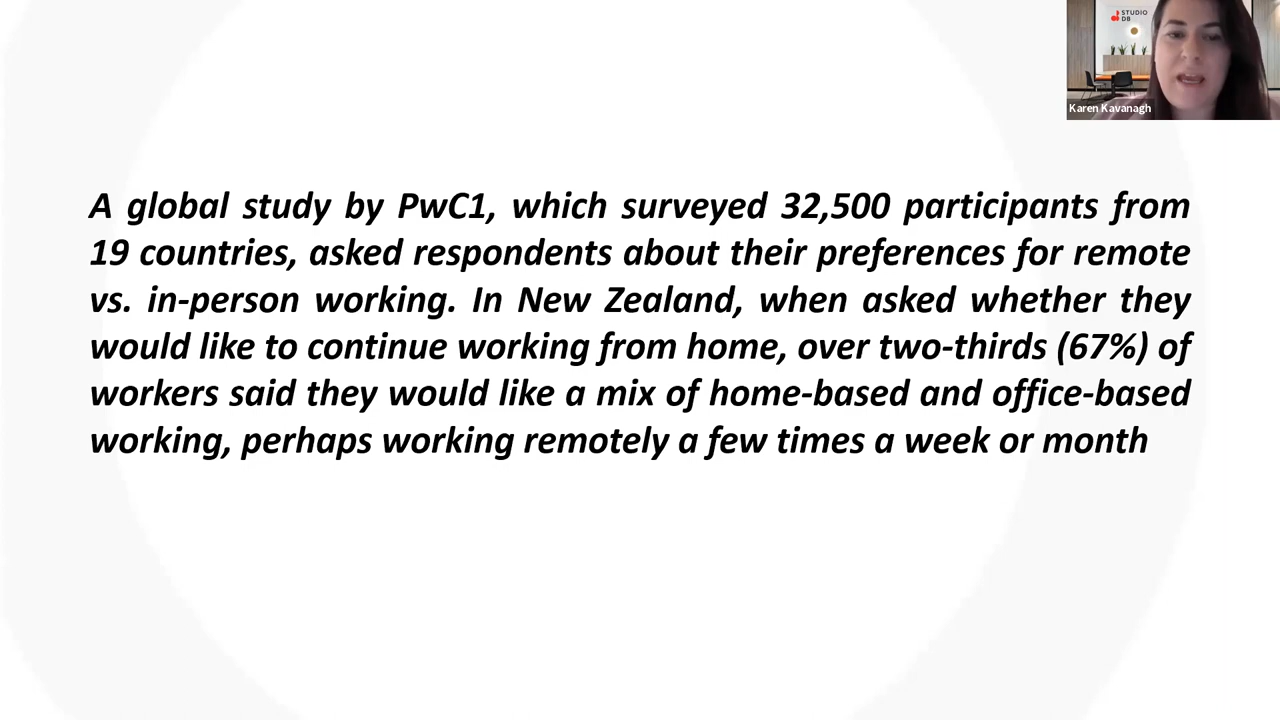 STUDIO
DB
Karen Kavanagh
A global study by PwC1, which surveyed 32,500 participants from
19 countries, asked respondents about their preferences for remote
vs. in-person working. In New Zealand, when asked whether they
would like to continue working from home, over two-thirds (67%) of
workers said they would like a mix of home-based and office-based
working, perhaps working remotely a few times a week or month